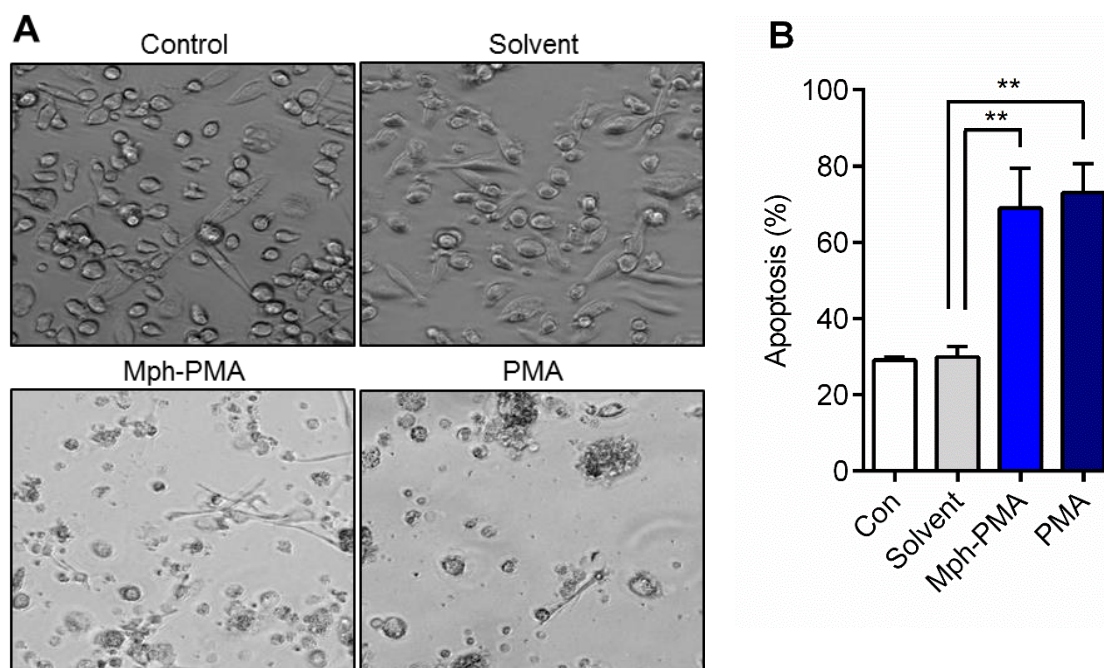 A
Control
Solvent
Mph-PMA
PMA
B
**
**
Apoptosis (%)
100
80
60
40
20
0
Con
Solvent
Mph-PMA
PMA